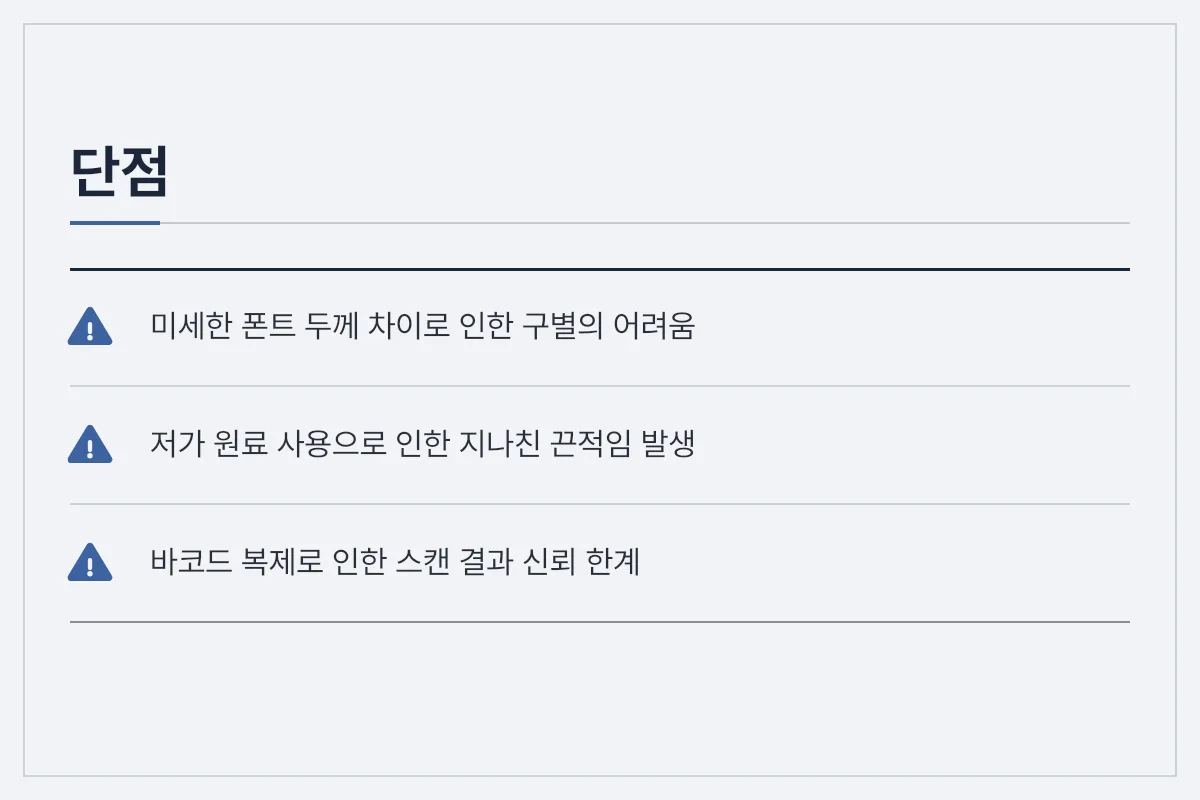 단점
미세한 폰트 두께 차이로 인한 구별의 어려움
저가 원료 사용으로 인한 지나친 끈적임 발생
바코드 복제로 인한 스캔 결과 신뢰 한계